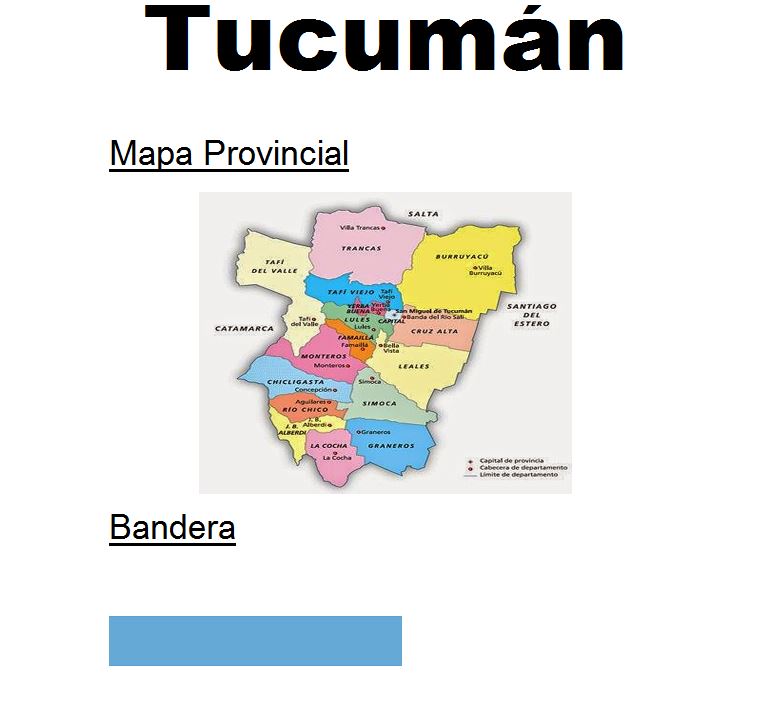 Tucumán
Mapa Provincial
SALTA
Villa Trancas
TRANCAS
BURRUYACÚ
Villa
Burruyacú
TAFÍ
DEL VALLE
TAFÍ VIEJO
Tafí
Viejo
YERBA
BUENA
Yerba
Buena
San Miguel de Tucumán
CAPITAL
Banda del Río Salí
SANTIAGO
DEL
ESTERO
CATAMARCA
Tafí
del Valle
LULES
Lules
CRUZ ALTA
FAMAILLÁ
Famaillá
Bella
Vista
MONTEROS
Monteros
LEALES
CHICLIGASTA
Concepción
Simoca
Aguilares
RÍO CHICO
SIMOCA
J. B.
ALBERDI
J. B.
Alberdi
Graneros
LA COCHA
La Cocha
GRANEROS
Capital de provincia
Cabecera de departamento
Límite de departamento
Bandera